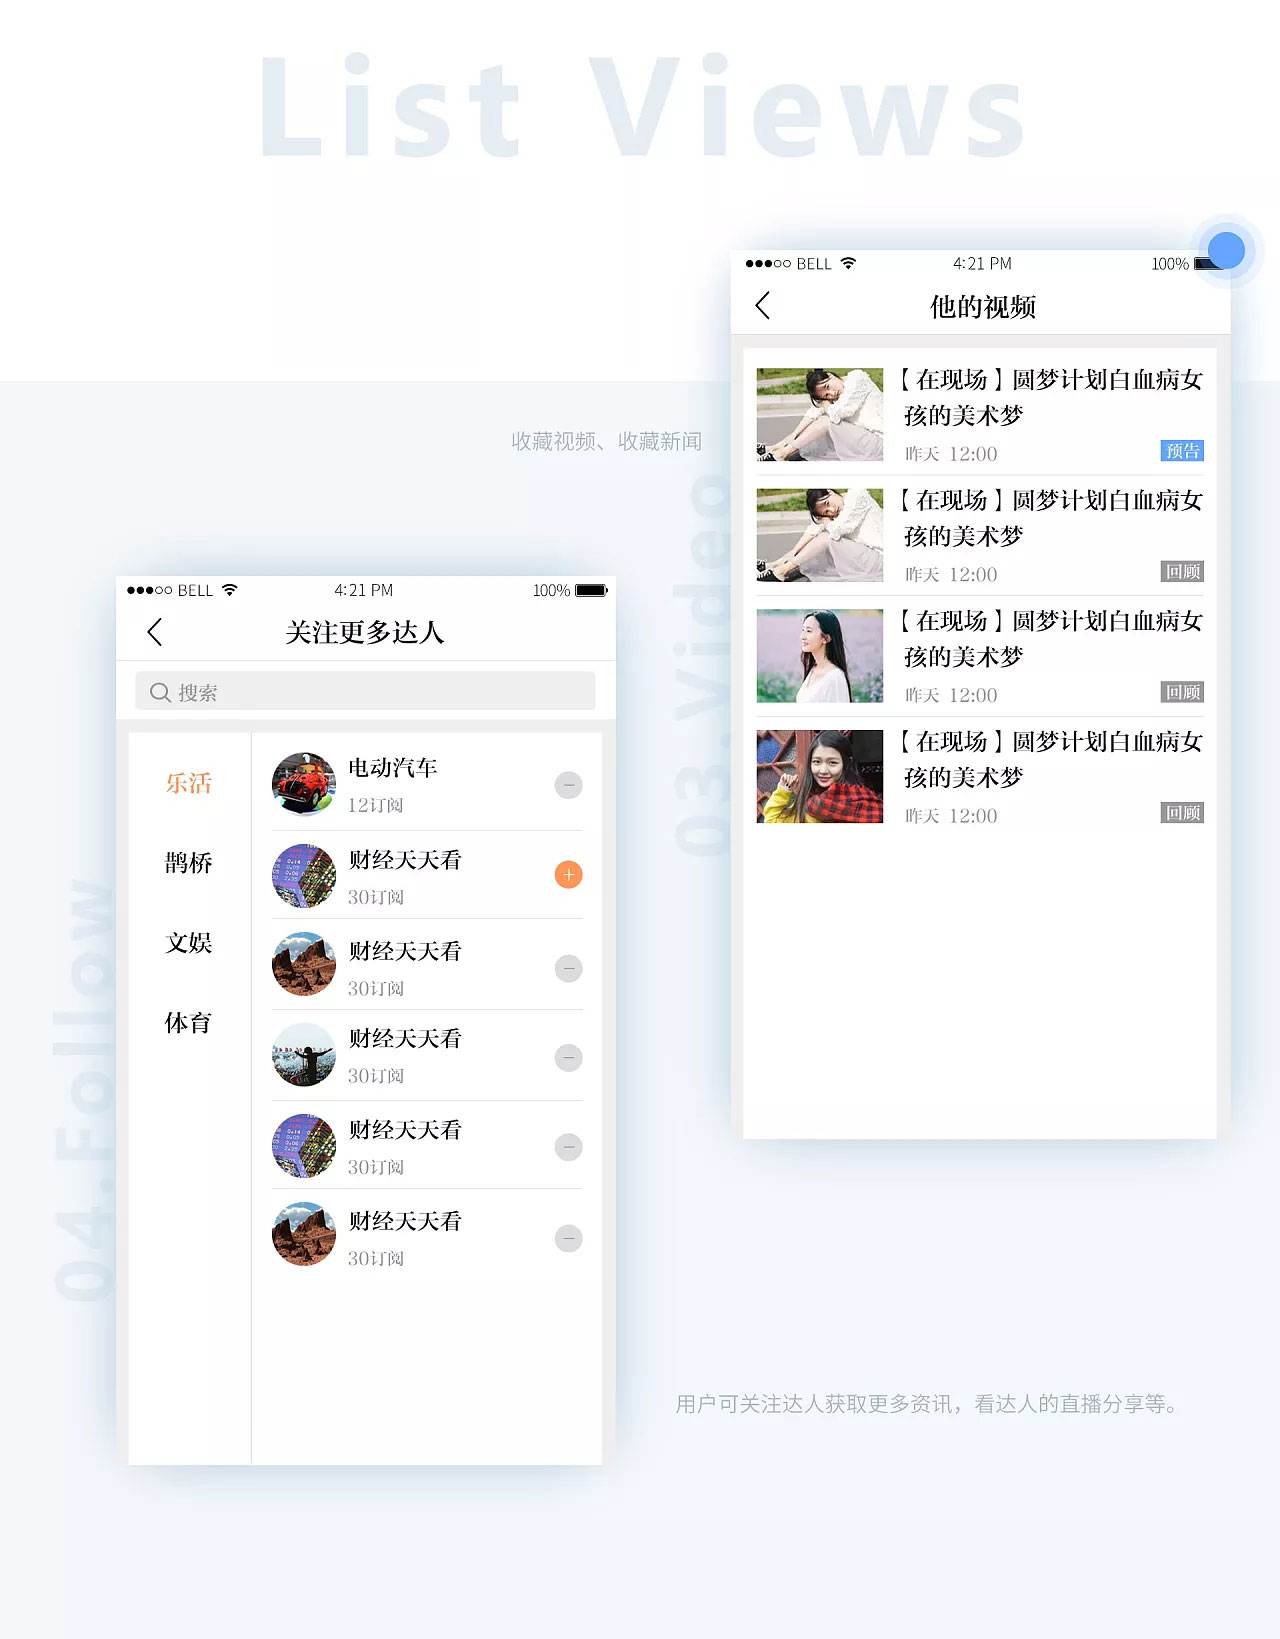 List Views
●●●○○ BELL 4:21 PM 100%
他的视频
【在现场】圆梦计划白血病女
孩的美术梦
昨天 12:00 预告
【在现场】圆梦计划白血病女
孩的美术梦
昨天 12:00 回顾
【在现场】圆梦计划白血病女
孩的美术梦
昨天 12:00 回顾
【在现场】圆梦计划白血病女
孩的美术梦
昨天 12:00 回顾
收藏视频、收藏新闻
03.Video
●●●○○ BELL 4:21 PM 100%
关注更多达人
搜索
乐活
鹊桥
文娱
体育
电动汽车
12订阅
财经天天看
30订阅
财经天天看
30订阅
财经天天看
30订阅
财经天天看
30订阅
财经天天看
30订阅
04.Follow
用户可关注达人获取更多资讯，看达人的直播分享等。